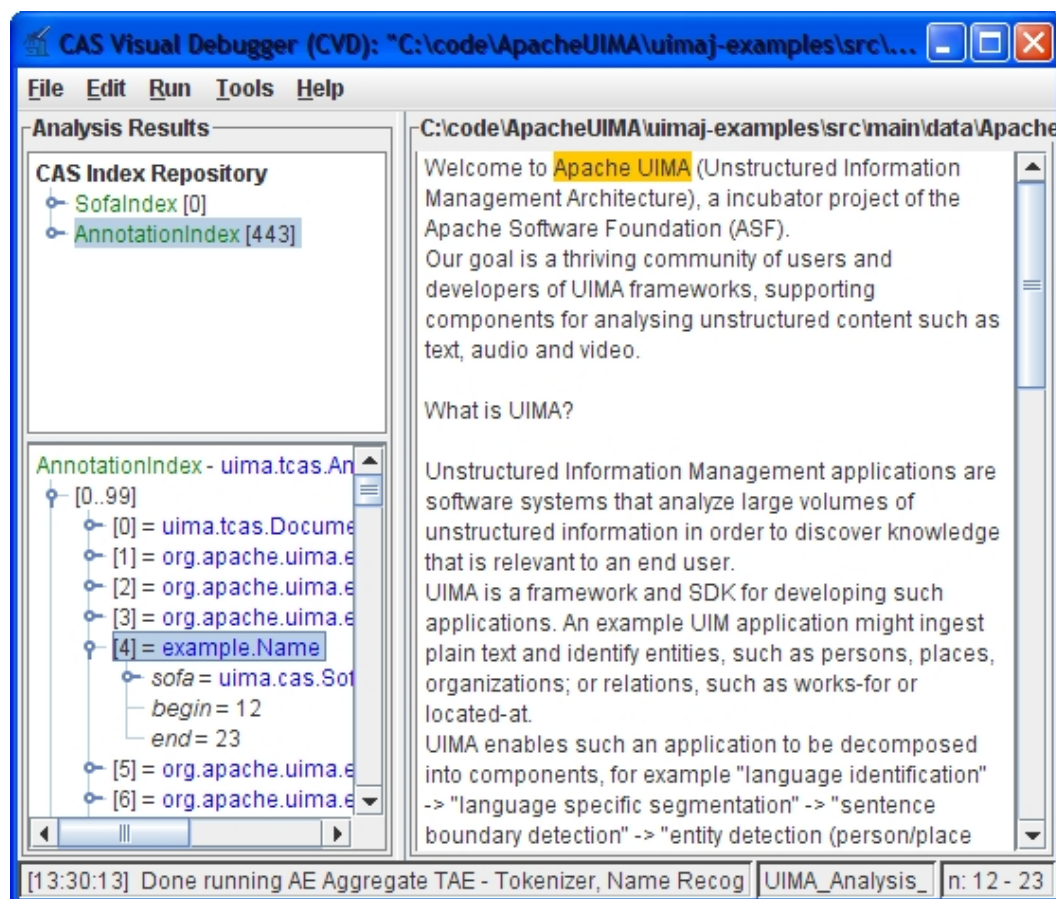 CAS Visual Debugger (CVD): "C:\code\ApacheUIMA\uimaj-examples\src\...
File Edit Run Tools Help
Analysis Results
CAS Index Repository
SofaIndex [0]
AnnotationIndex [443]
AnnotationIndex - uima.tcas.An
[0..99]
[0] = uima.tcas.Docume
[1] = org.apache.uima.e
[2] = org.apache.uima.e
[3] = org.apache.uima.e
[4] = example.Name
sofa = uima.cas.Sof
begin = 12
end = 23
[5] = org.apache.uima.e
[6] = org.apache.uima.e
C:\code\ApacheUIMA\uimaj-examples\src\main\data\Apache
Welcome to Apache UIMA (Unstructured Information
Management Architecture), a incubator project of the
Apache Software Foundation (ASF).
Our goal is a thriving community of users and
developers of UIMA frameworks, supporting
components for analysing unstructured content such as
text, audio and video.
What is UIMA?
Unstructured Information Management applications are
software systems that analyze large volumes of
unstructured information in order to discover knowledge
that is relevant to an end user.
UIMA is a framework and SDK for developing such
applications. An example UIM application might ingest
plain text and identify entities, such as persons, places,
organizations; or relations, such as works-for or
located-at.
UIMA enables such an application to be decomposed
into components, for example "language identification"
-> "language specific segmentation" -> "sentence
boundary detection" -> "entity detection (person/place
[13:30:13] Done running AE Aggregate TAE - Tokenizer, Name Recog
UIMA_Analysis_
n: 12 - 23